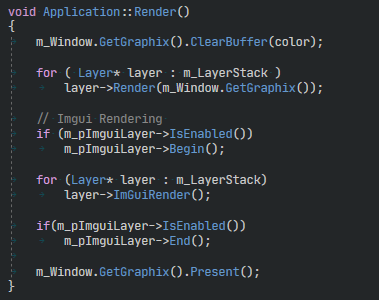 void Application::Render()
{
    m_Window.GetGraphix().ClearBuffer(color);

    for ( Layer* layer : m_LayerStack )
        layer->Render(m_Window.GetGraphix());

    // Imgui Rendering
    if (m_pImguiLayer->IsEnabled())
        m_pImguiLayer->Begin();

    for (Layer* layer : m_LayerStack)
        layer->ImGuiRender();

    if(m_pImguiLayer->IsEnabled())
        m_pImguiLayer->End();

    m_Window.GetGraphix().Present();
}